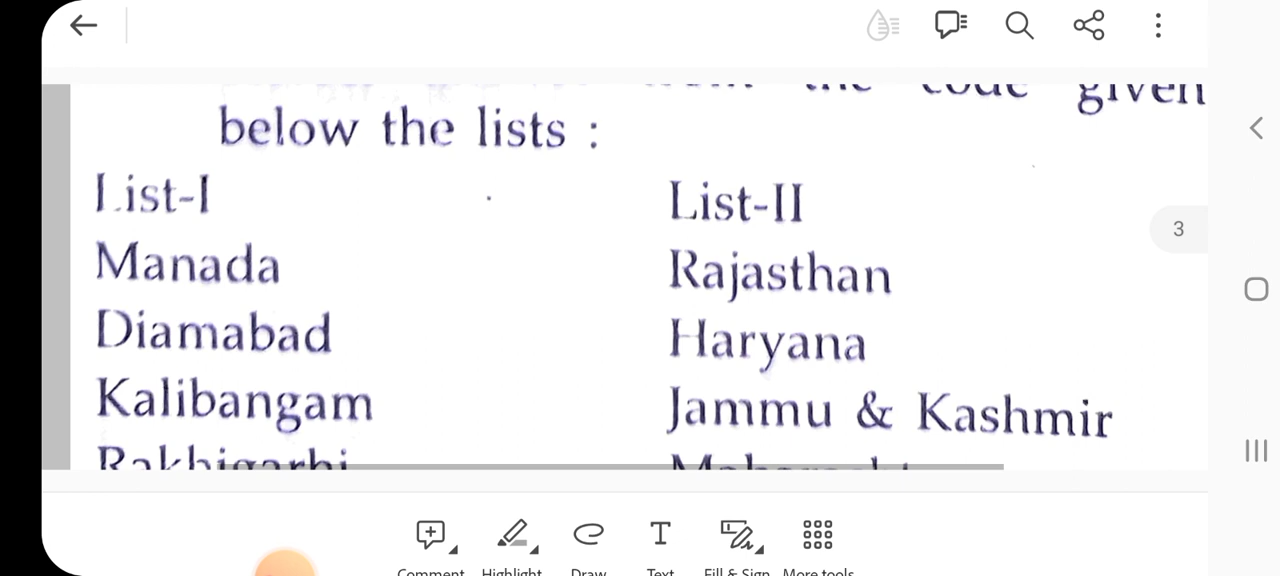 below the lists :
List-I List-II
Manada Rajasthan
Diamabad Haryana
Kalibangam Jammu & Kashmir
Rakhigarhi
3
Comment Highlight Draw Text Fill & Sign More tools